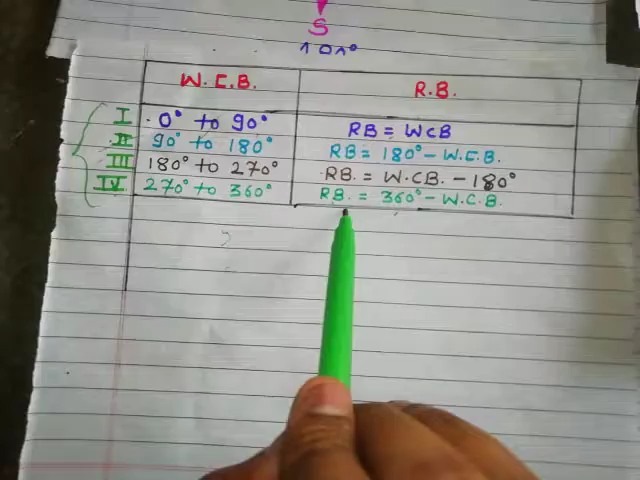 S
180°
W.C.B. R.B.
I 0° to 90° RB = WCB
II 90° to 180° RB = 180° - W.C.B.
III 180° to 270° RB. = W.CB. - 180°
IV 270° to 360° RB. = 360° - W.C.B.